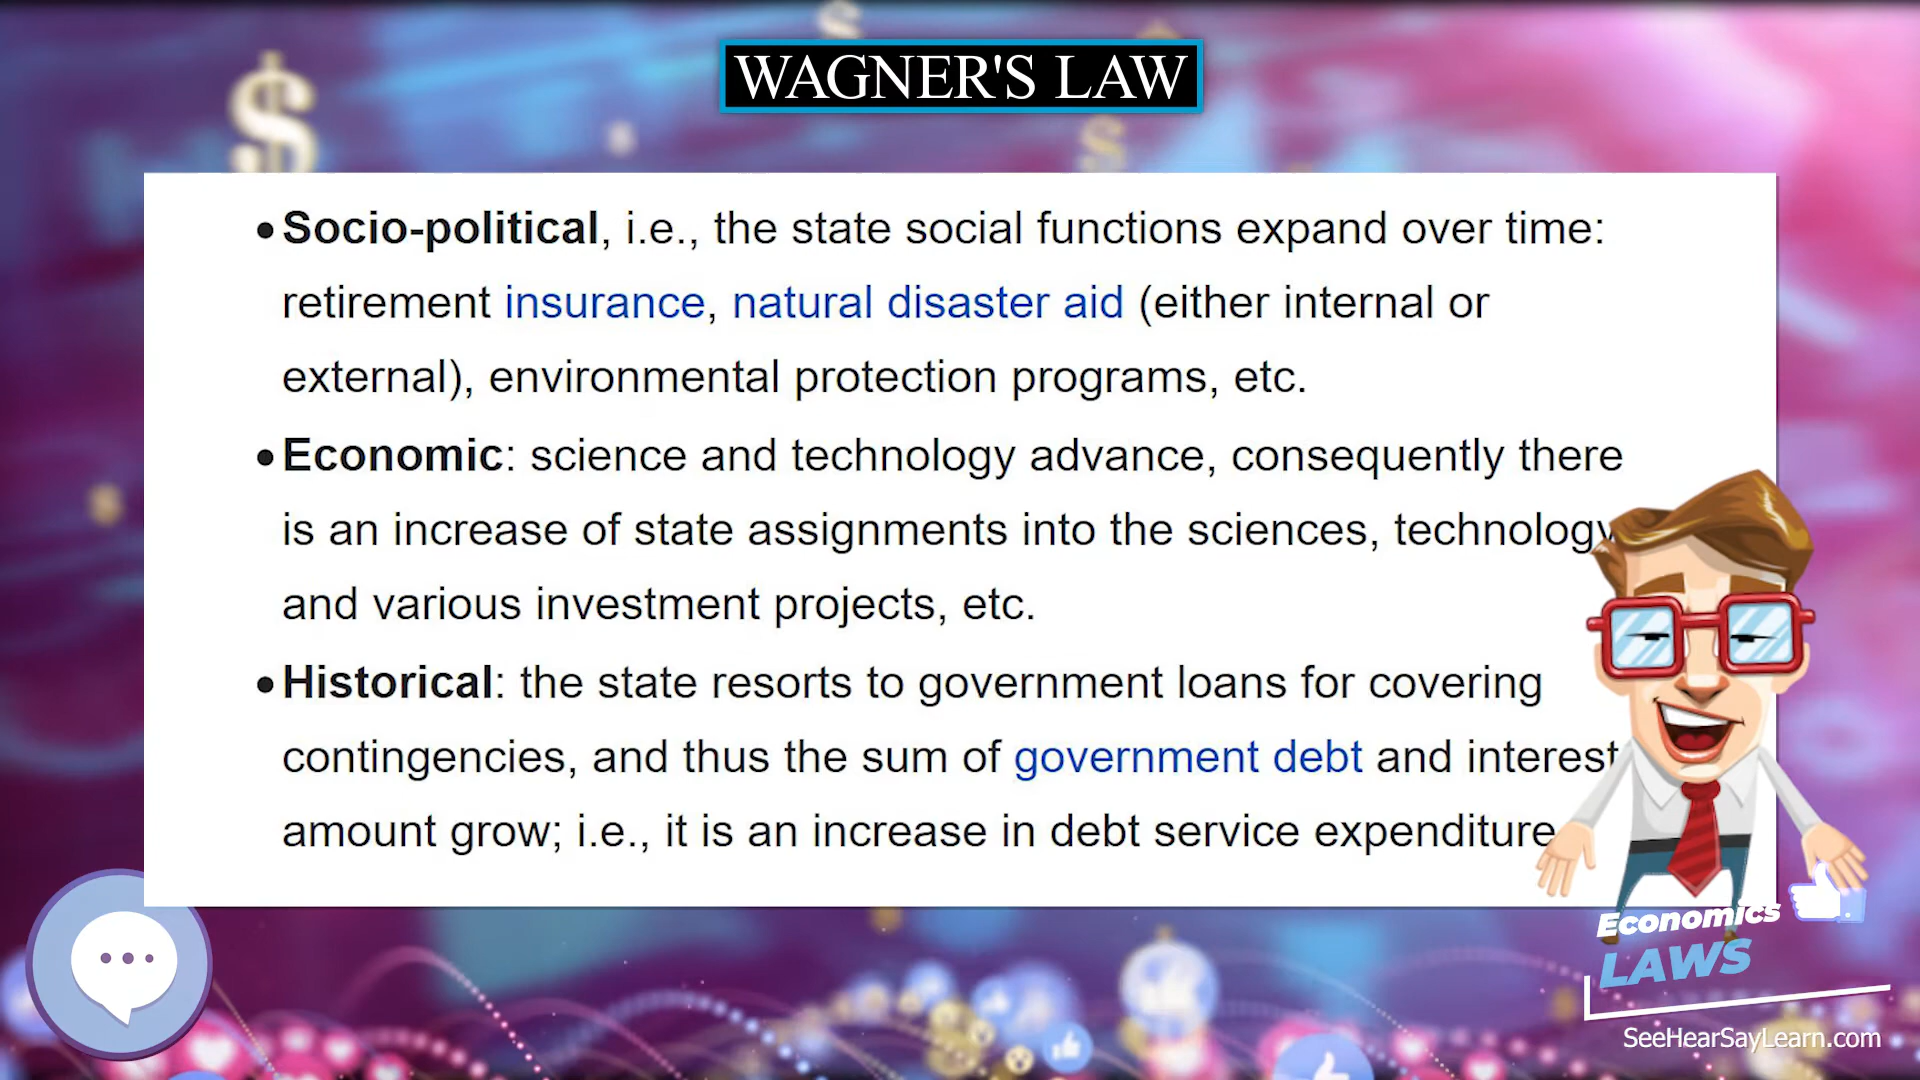 WAGNER'S LAW
• Socio-political, i.e., the state social functions expand over time:
retirement insurance, natural disaster aid (either internal or
external), environmental protection programs, etc.
• Economic: science and technology advance, consequently there
is an increase of state assignments into the sciences, technology
and various investment projects, etc.
• Historical: the state resorts to government loans for covering
contingencies, and thus the sum of government debt and interest
amount grow; i.e., it is an increase in debt service expenditure
Economics
LAWS
SeeHearSayLearn.com